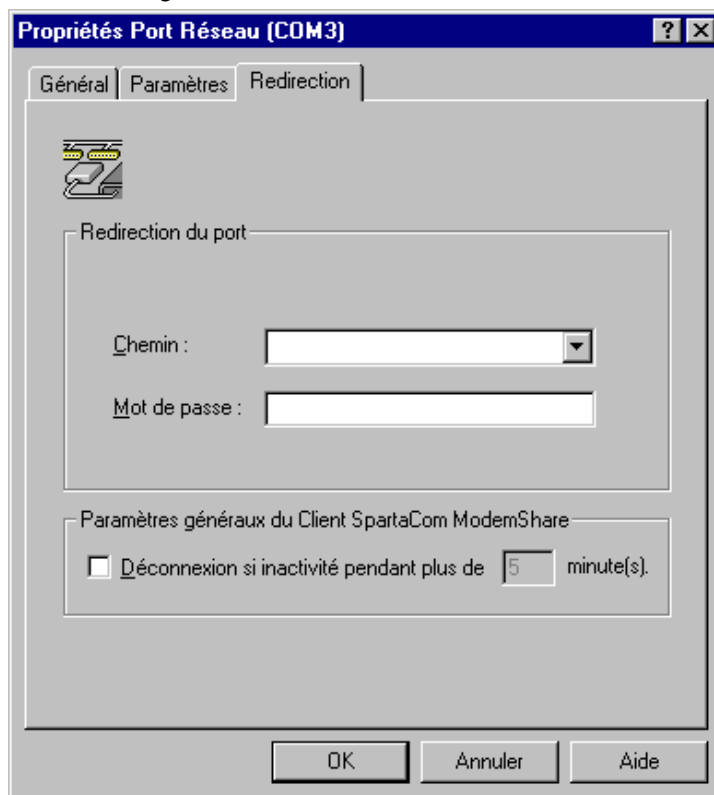 Propriétés Port Réseau (COM3)
Général Paramètres Redirection
Redirection du port
Chemin :
Mot de passe :
Paramètres généraux du Client SpartaCom ModemShare
Déconnexion si inactivité pendant plus de 5 minute(s).
OK Annuler Aide